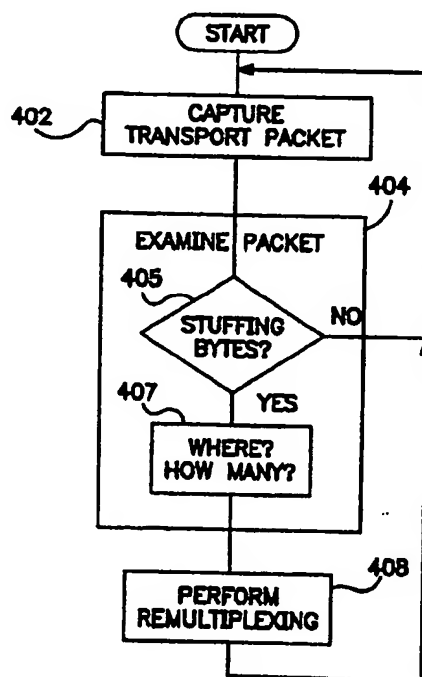 START
402
CAPTURE
TRANSPORT PACKET
404
EXAMINE PACKET
405
STUFFING
BYTES?
NO
YES
407
WHERE?
HOW MANY?
408
PERFORM
REMULTIPLEXING